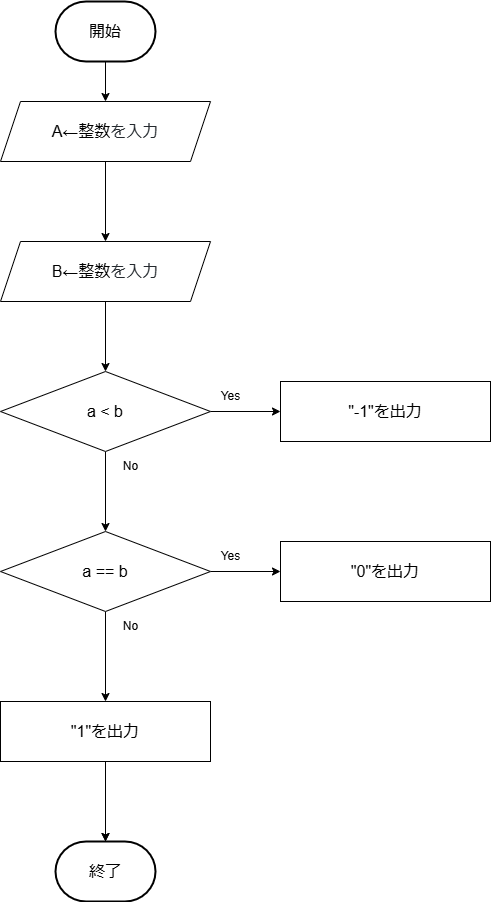 開始
A←整数を入力
B←整数を入力
a < b
Yes
"-1"を出力
No
a == b
Yes
"0"を出力
No
"1"を出力
終了